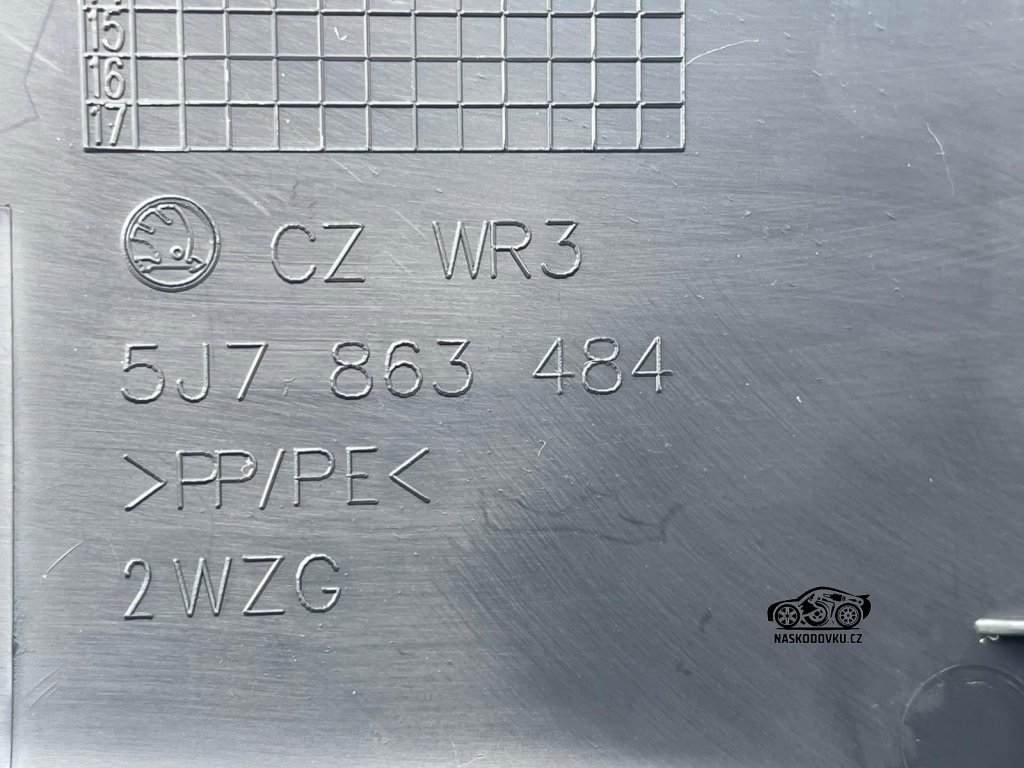 15
16
17
CZ WR3
5J7 863 484
>PP/PE<
2WZG
NASKODOVKU.CZ